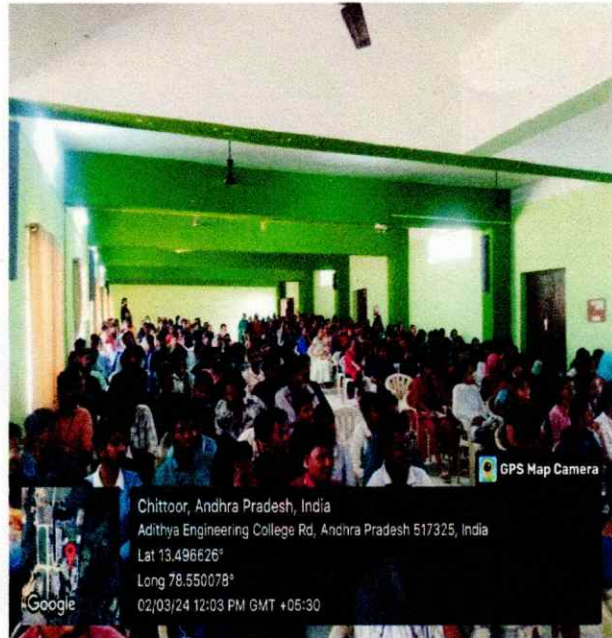 GPS Map Camera
Chittoor, Andhra Pradesh, India
Adithya Engineering College Rd, Andhra Pradesh 517325, India
Lat 13.496626°
Long 78.550078°
02/03/24 12:03 PM GMT +05:30
Google